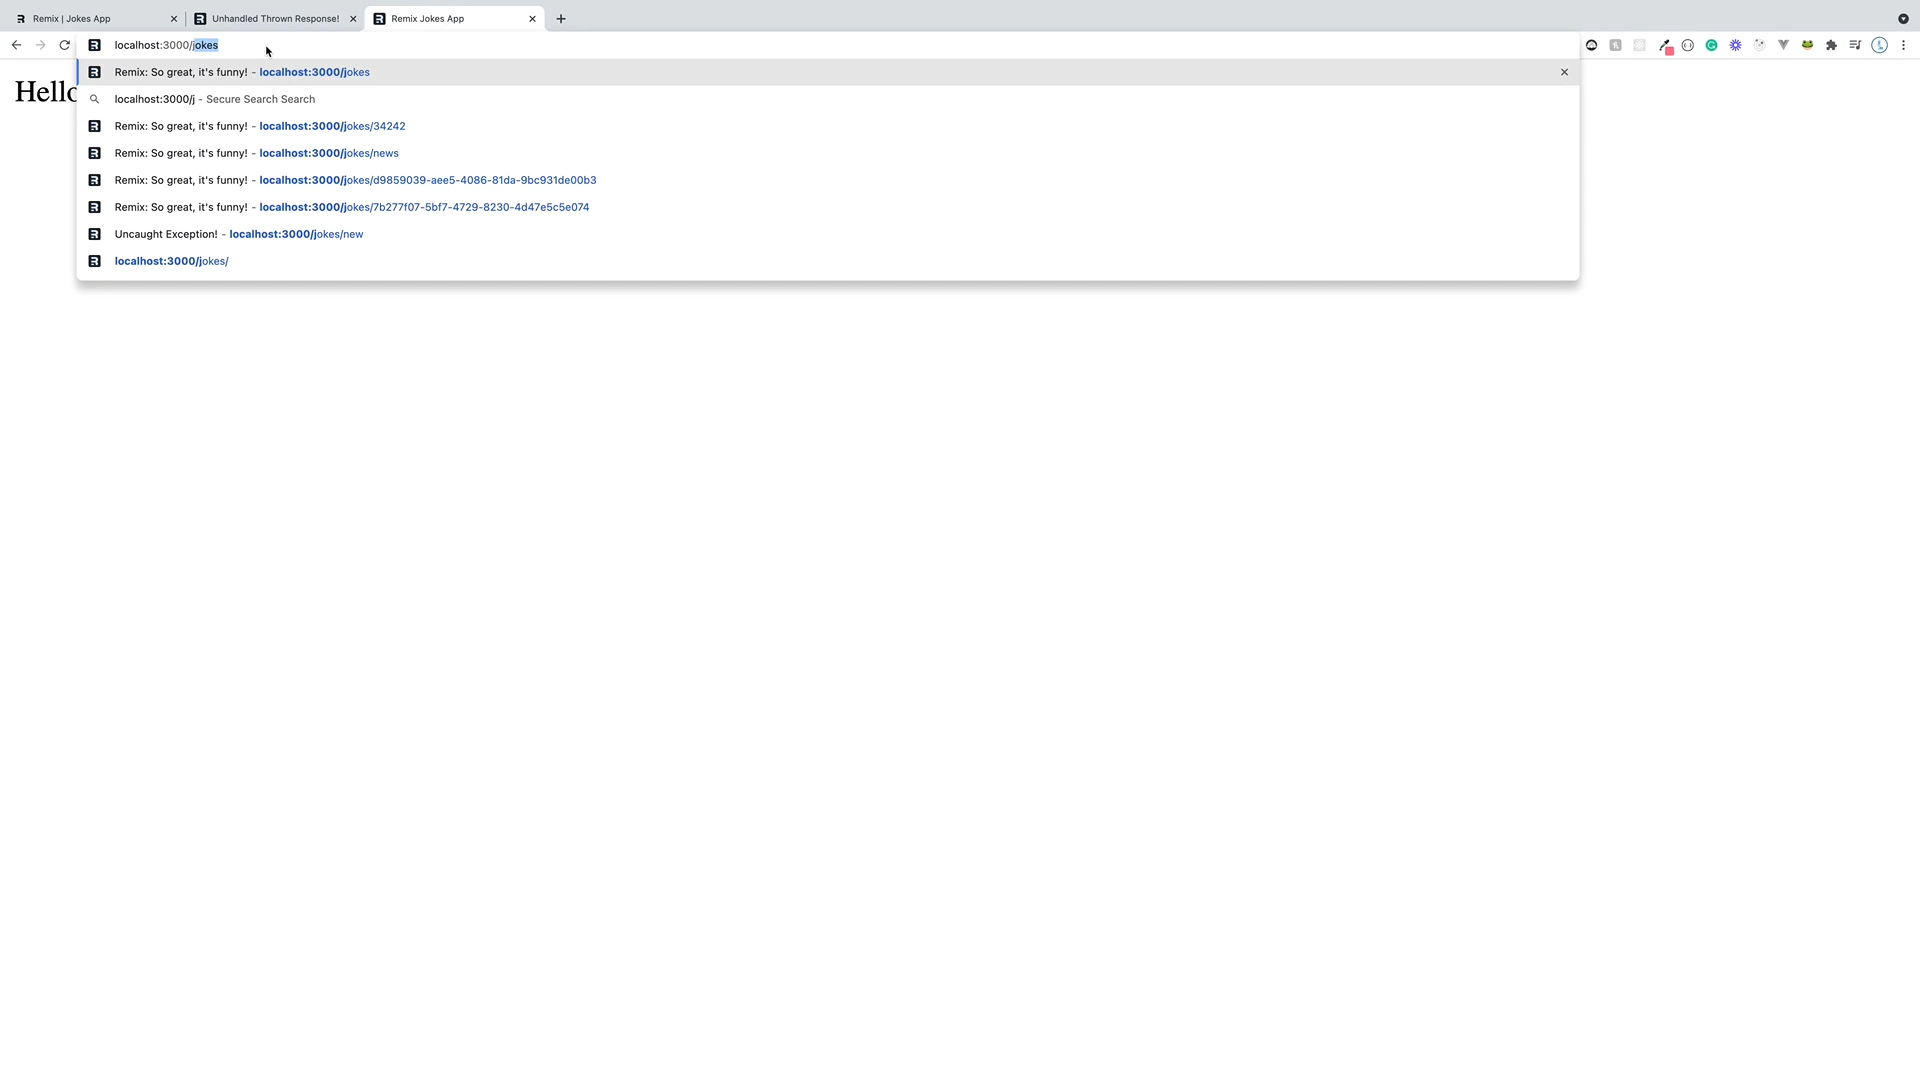 Remix | Jokes App
Unhandled Thrown Response!
Remix Jokes App
localhost:3000/jokes
Remix: So great, it's funny! - localhost:3000/jokes
localhost:3000/j - Secure Search Search
Remix: So great, it's funny! - localhost:3000/jokes/34242
Remix: So great, it's funny! - localhost:3000/jokes/news
Remix: So great, it's funny! - localhost:3000/jokes/d9859039-aee5-4086-81da-9bc931de00b3
Remix: So great, it's funny! - localhost:3000/jokes/7b277f07-5bf7-4729-8230-4d47e5c5e074
Uncaught Exception! - localhost:3000/jokes/new
localhost:3000/jokes/
Hello